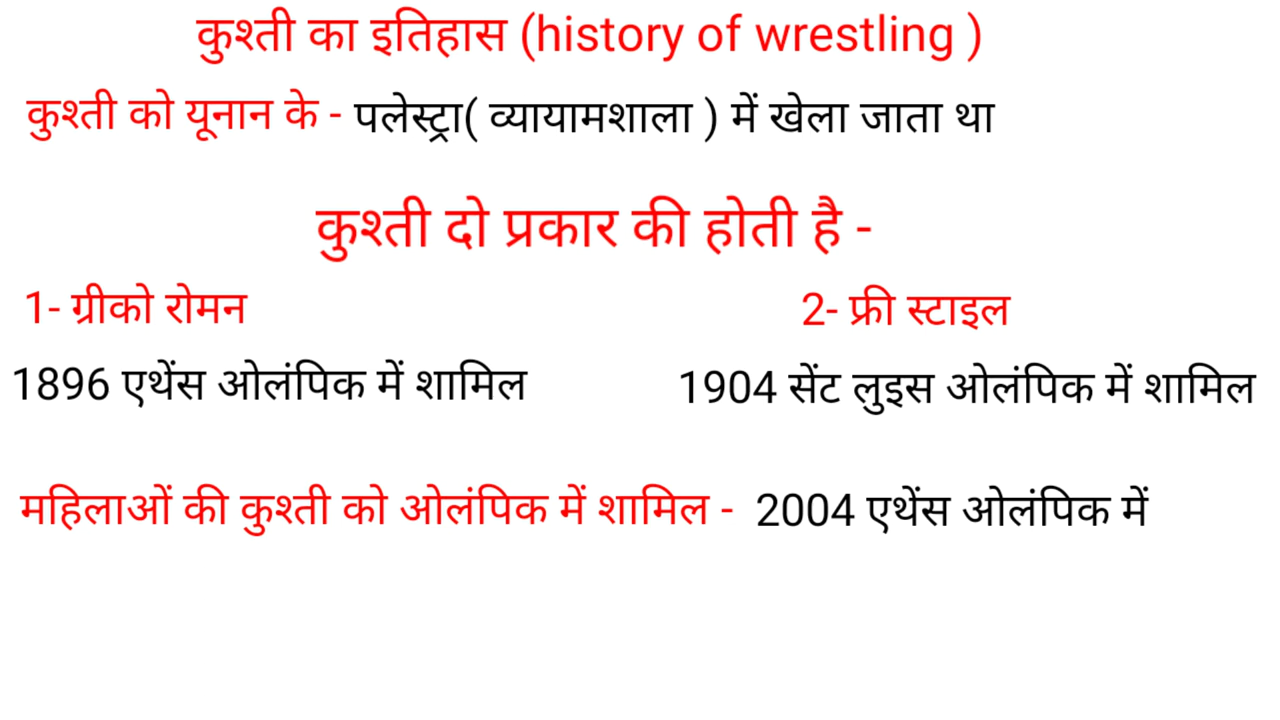 कुश्ती का इतिहास (history of wrestling )
कुश्ती को यूनान के - पलेस्ट्रा( व्यायामशाला ) में खेला जाता था
कुश्ती दो प्रकार की होती है -
1- ग्रीको रोमन
2- फ्री स्टाइल
1896 एथेंस ओलंपिक में शामिल
1904 सेंट लुइस ओलंपिक में शामिल
महिलाओं की कुश्ती को ओलंपिक में शामिल - 2004 एथेंस ओलंपिक में